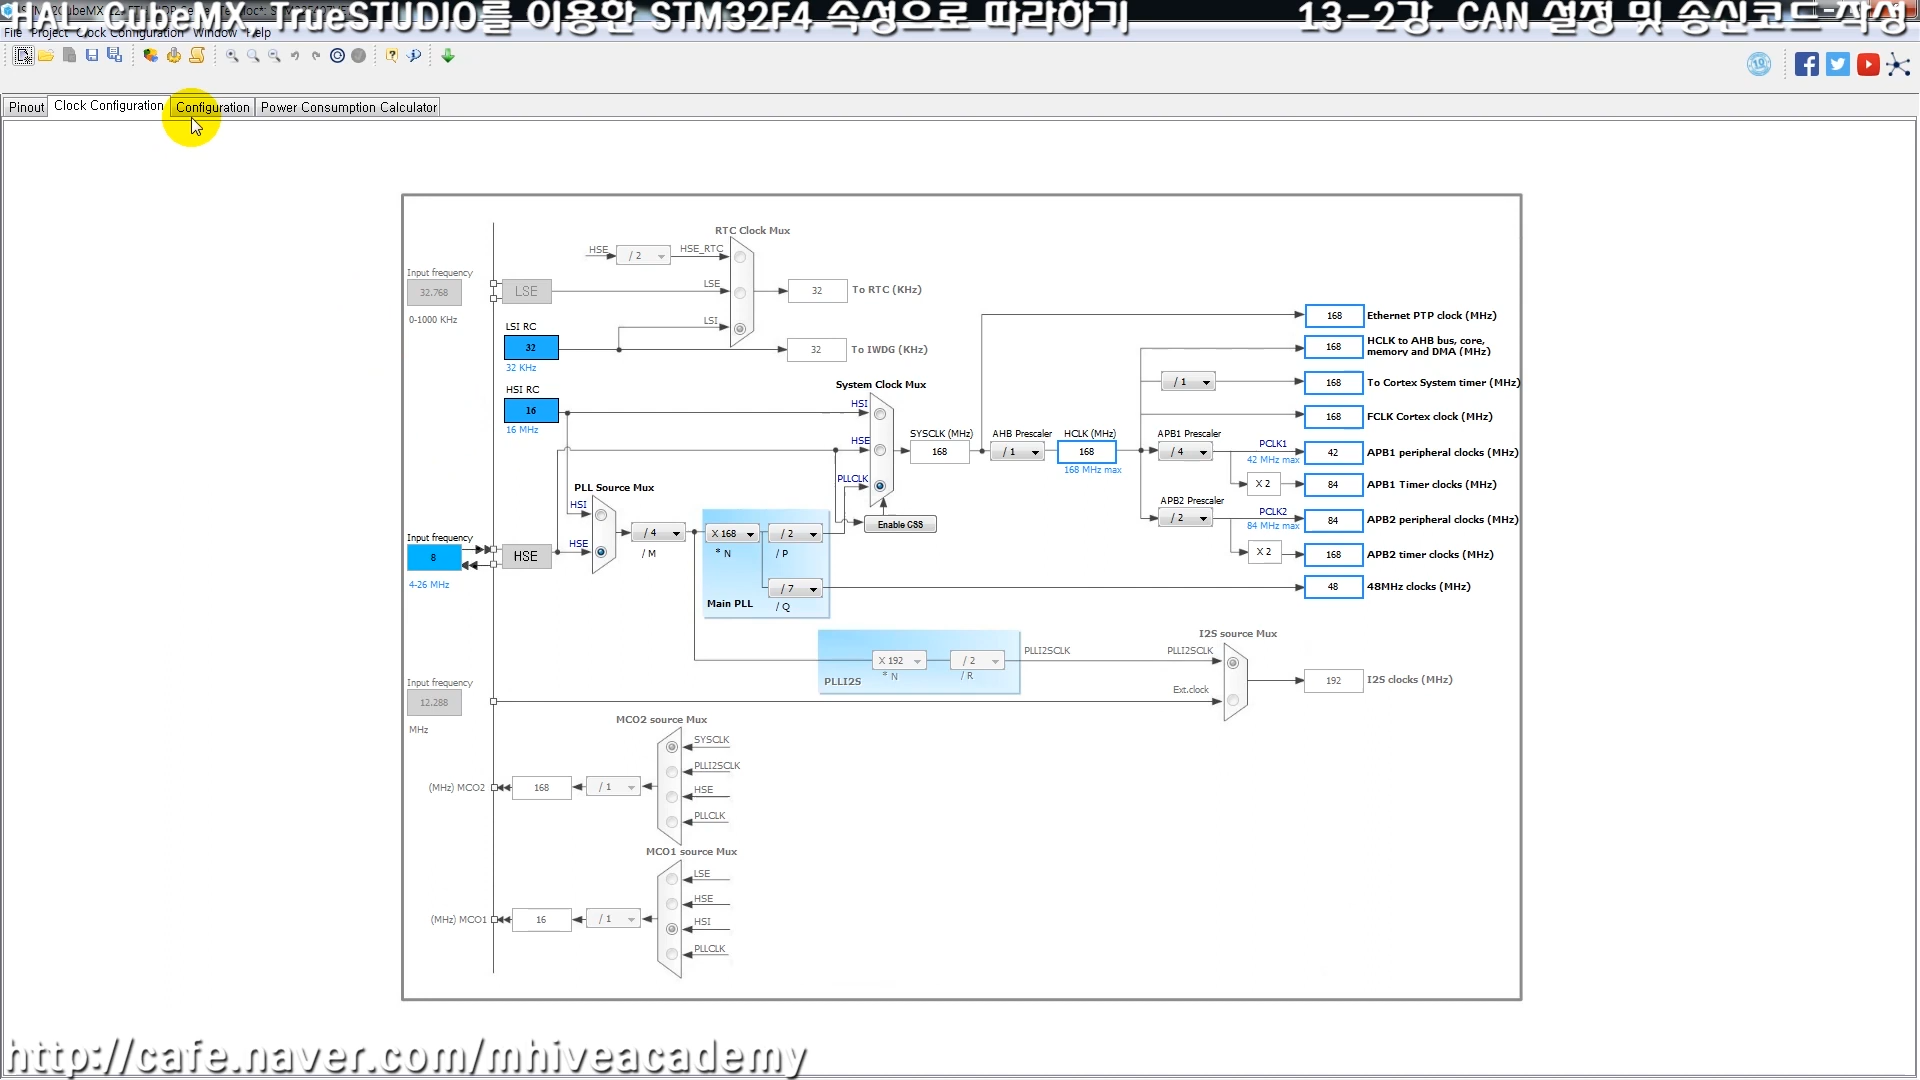 HAL, CubeMX, TrueSTUDIO를 이용한 STM32F4 속성으로 따라하기
13-2강. CAN 설정 및 송신코드 작성
File Project Clock Configuration Window Help
Pinout Clock Configuration Configuration Power Consumption Calculator
RTC Clock Mux
HSE / 2 HSE_RTC
Input frequency
32.768
0-1000 KHz
LSE
LSE
32 To RTC (KHz)
LSI RC
LSI
32
32 To IWDG (KHz)
32 KHz
HSI RC
16
16 MHz
System Clock Mux
HSI
HSE
PLLCLK
Enable CSS
SYSCLK (MHz)
168
AHB Prescaler
/ 1
HCLK (MHz)
168
168 MHz max
168 Ethernet PTP clock (MHz)
168 HCLK to AHB bus, core,
memory and DMA (MHz)
/ 1 168 To Cortex System timer (MHz)
168 FCLK Cortex clock (MHz)
APB1 Prescaler
/ 4
PCLK1
42 MHz max
42 APB1 peripheral clocks (MHz)
X 2 84 APB1 Timer clocks (MHz)
APB2 Prescaler
/ 2
PCLK2
84 MHz max
84 APB2 peripheral clocks (MHz)
X 2 168 APB2 timer clocks (MHz)
48 48MHz clocks (MHz)
PLL Source Mux
HSI
HSE
Input frequency
8
4-26 MHz
HSE
/ 4
/ M
X 168
* N
/ 2
/ P
/ 7
/ Q
Main PLL
PLLI2S
X 192
* N
/ 2
/ R
PLLI2SCLK
I2S source Mux
PLLI2SCLK
Ext.clock
192 I2S clocks (MHz)
Input frequency
12.288
MHz
MCO2 source Mux
SYSCLK
PLLI2SCLK
HSE
PLLCLK
(MHz) MCO2 168 / 1
MCO1 source Mux
LSE
HSE
HSI
PLLCLK
(MHz) MCO1 16 / 1
http://cafe.naver.com/mhiveacademy